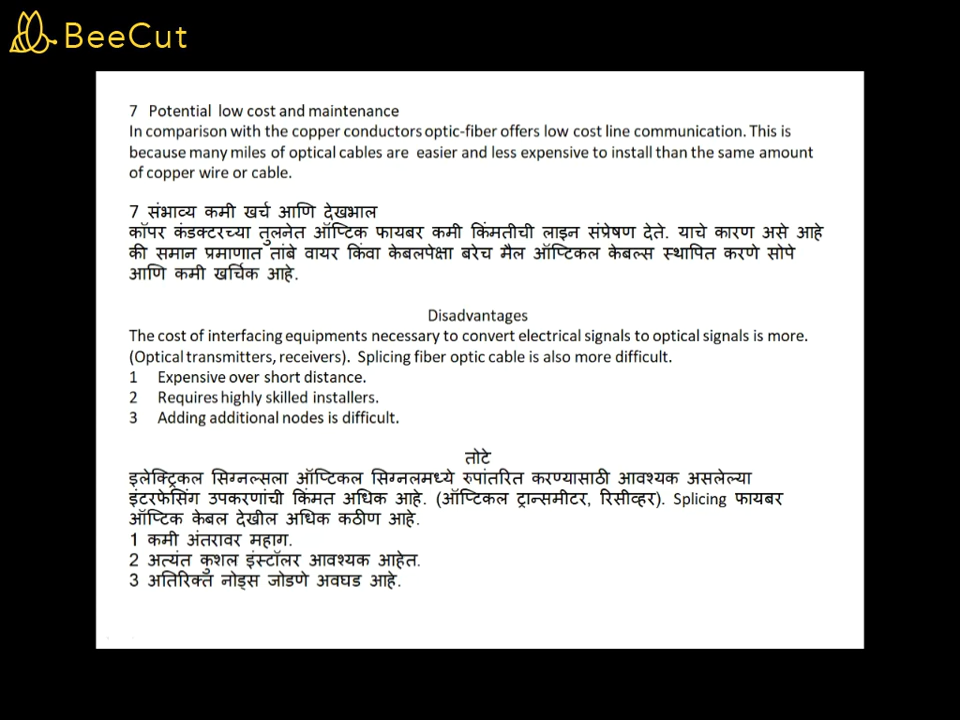 BeeCut
7 Potential low cost and maintenance
In comparison with the copper conductors optic-fiber offers low cost line communication. This is
because many miles of optical cables are easier and less expensive to install than the same amount
of copper wire or cable.
7 संभाव्य कमी खर्च आणि देखभाल
कॉपर कंडक्टरच्या तुलनेत ऑप्टिक फायबर कमी किंमतीची लाइन संप्रेषण देते. याचे कारण असे आहे
की समान प्रमाणात तांबे वायर किंवा केबलपेक्षा बरेच मैल ऑप्टिकल केबल्स स्थापित करणे सोपे
आणि कमी खर्चिक आहे.
Disadvantages
The cost of interfacing equipments necessary to convert electrical signals to optical signals is more.
(Optical transmitters, receivers). Splicing fiber optic cable is also more difficult.
1 Expensive over short distance.
2 Requires highly skilled installers.
3 Adding additional nodes is difficult.
तोटे
इलेक्ट्रिकल सिग्नल्सला ऑप्टिकल सिग्नलमध्ये रुपांतरित करण्यासाठी आवश्यक असलेल्या
इंटरफेसिंग उपकरणांची किंमत अधिक आहे. (ऑप्टिकल ट्रान्समीटर, रिसीव्हर). Splicing फायबर
ऑप्टिक केबल देखील अधिक कठीण आहे.
1 कमी अंतरावर महाग.
2 अत्यंत कुशल इंस्टॉलर आवश्यक आहेत.
3 अतिरिक्त नोड्स जोडणे अवघड आहे.